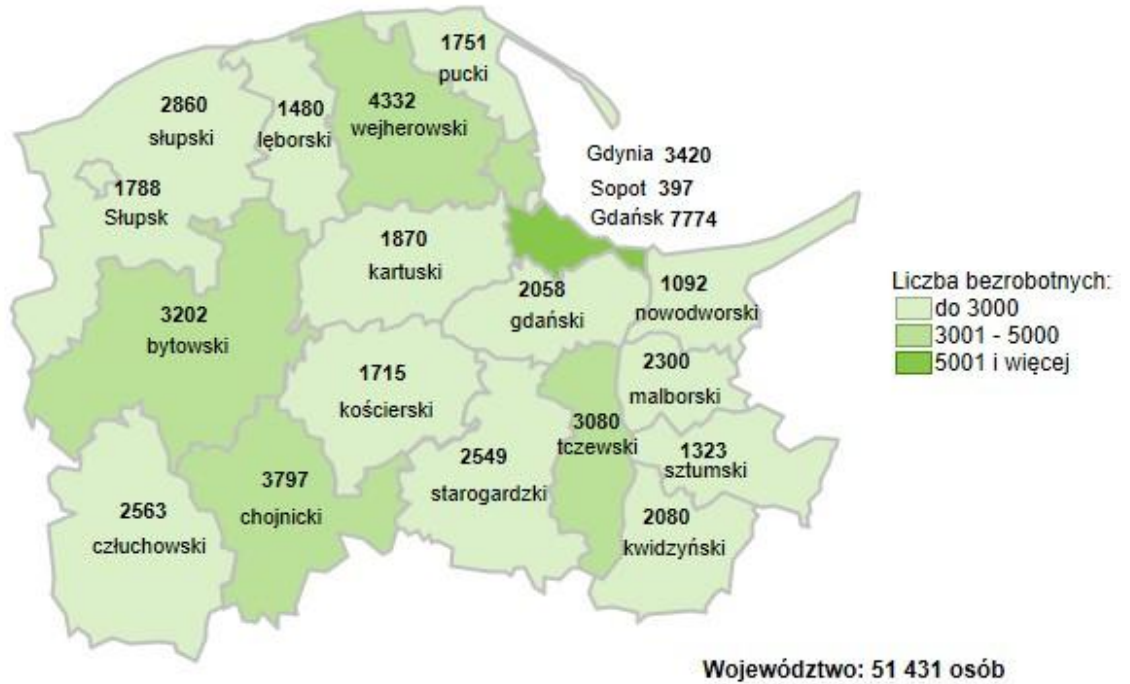 1751
pucki
2860
słupski
1480
lęborski
4332
wejherowski
Gdynia 3420
Sopot 397
Gdańsk 7774
1788
Słupsk
1870
kartuski
2058
gdański
1092
nowodworski
Liczba bezrobotnych:
do 3000
3001 - 5000
5001 i więcej
3202
bytowski
1715
kościerski
2300
malborski
3080
tczewski
1323
sztumski
2549
starogardzki
3797
chojnicki
2563
człuchowski
2080
kwidzyński
Województwo: 51 431 osób